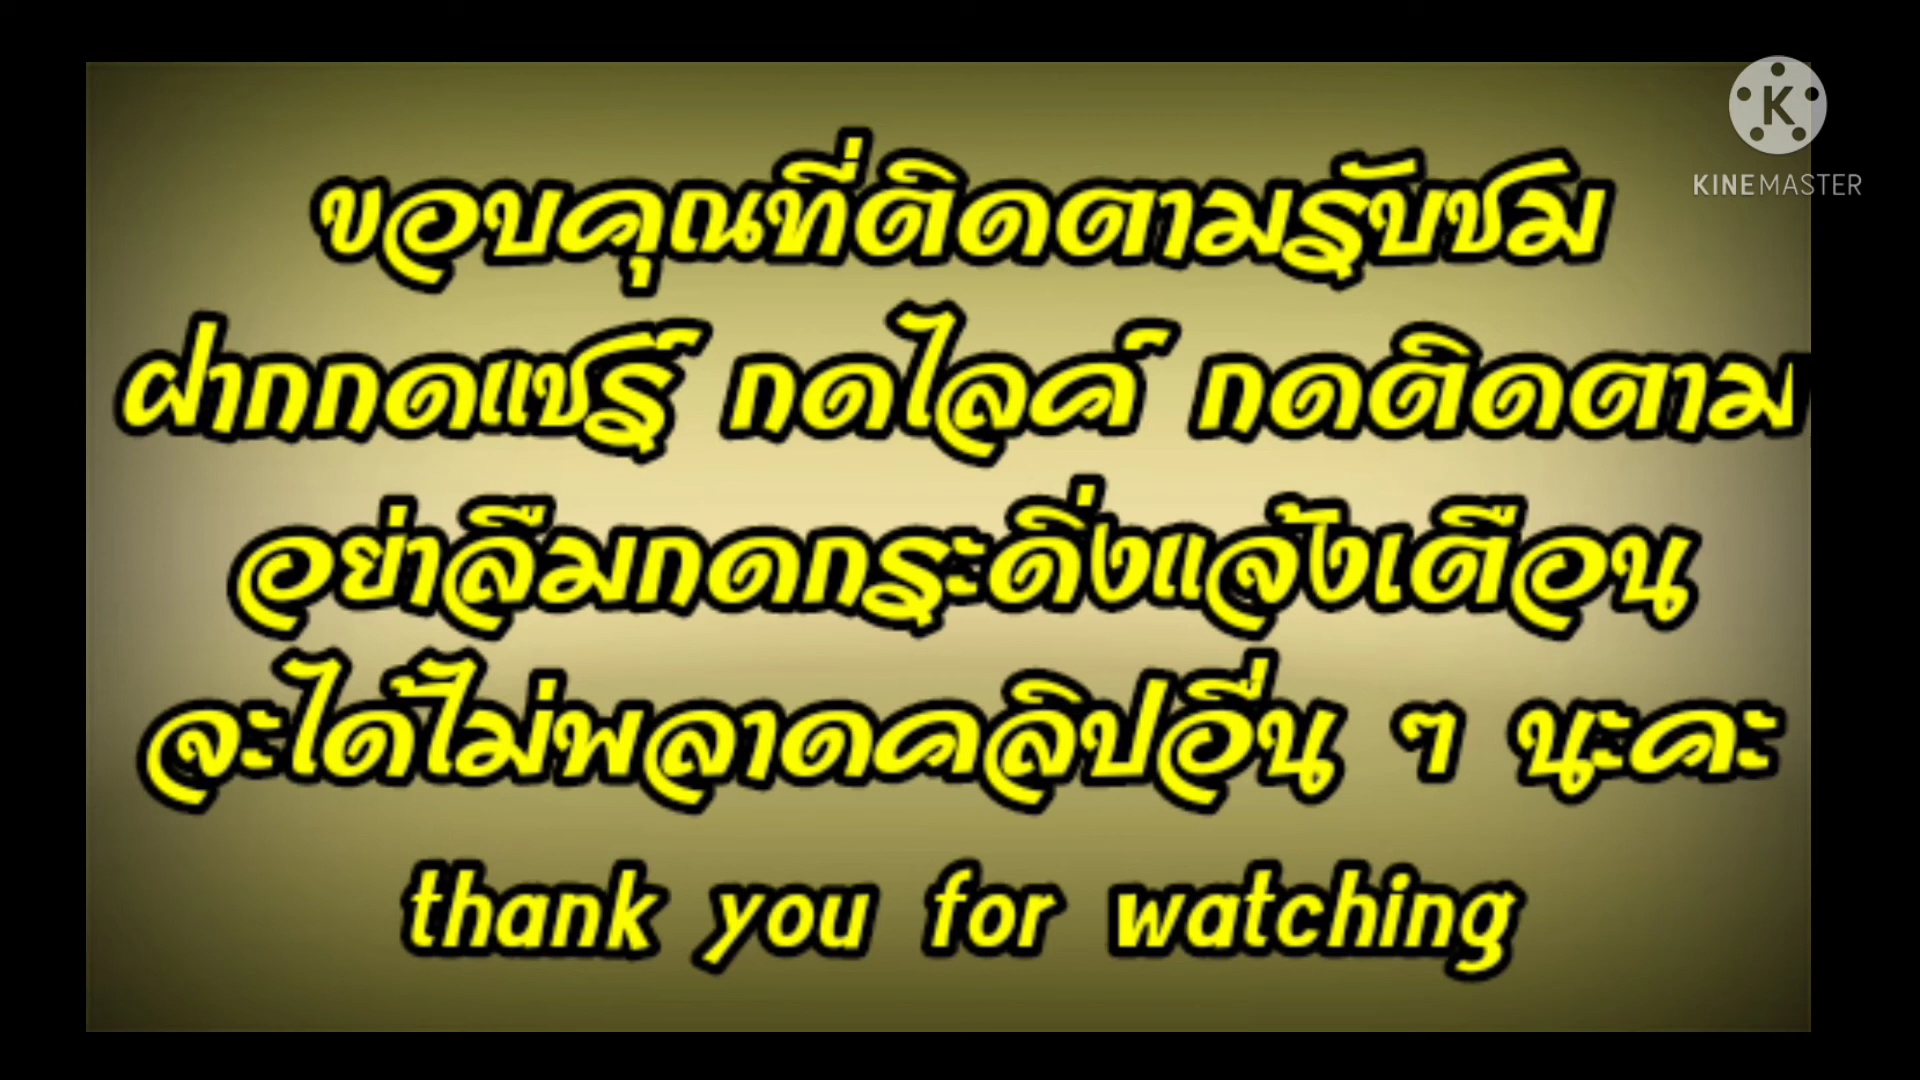 ขอบคุณที่ติดตามรับชม
ฝากกดแชร์ กดไลค์ กดติดตาม
อย่าลืมกดกระดิ่งแจ้งเตือน
จะได้ไม่พลาดคลิปอื่น ๆ นะคะ
thank you for watching
K
KINEMASTER